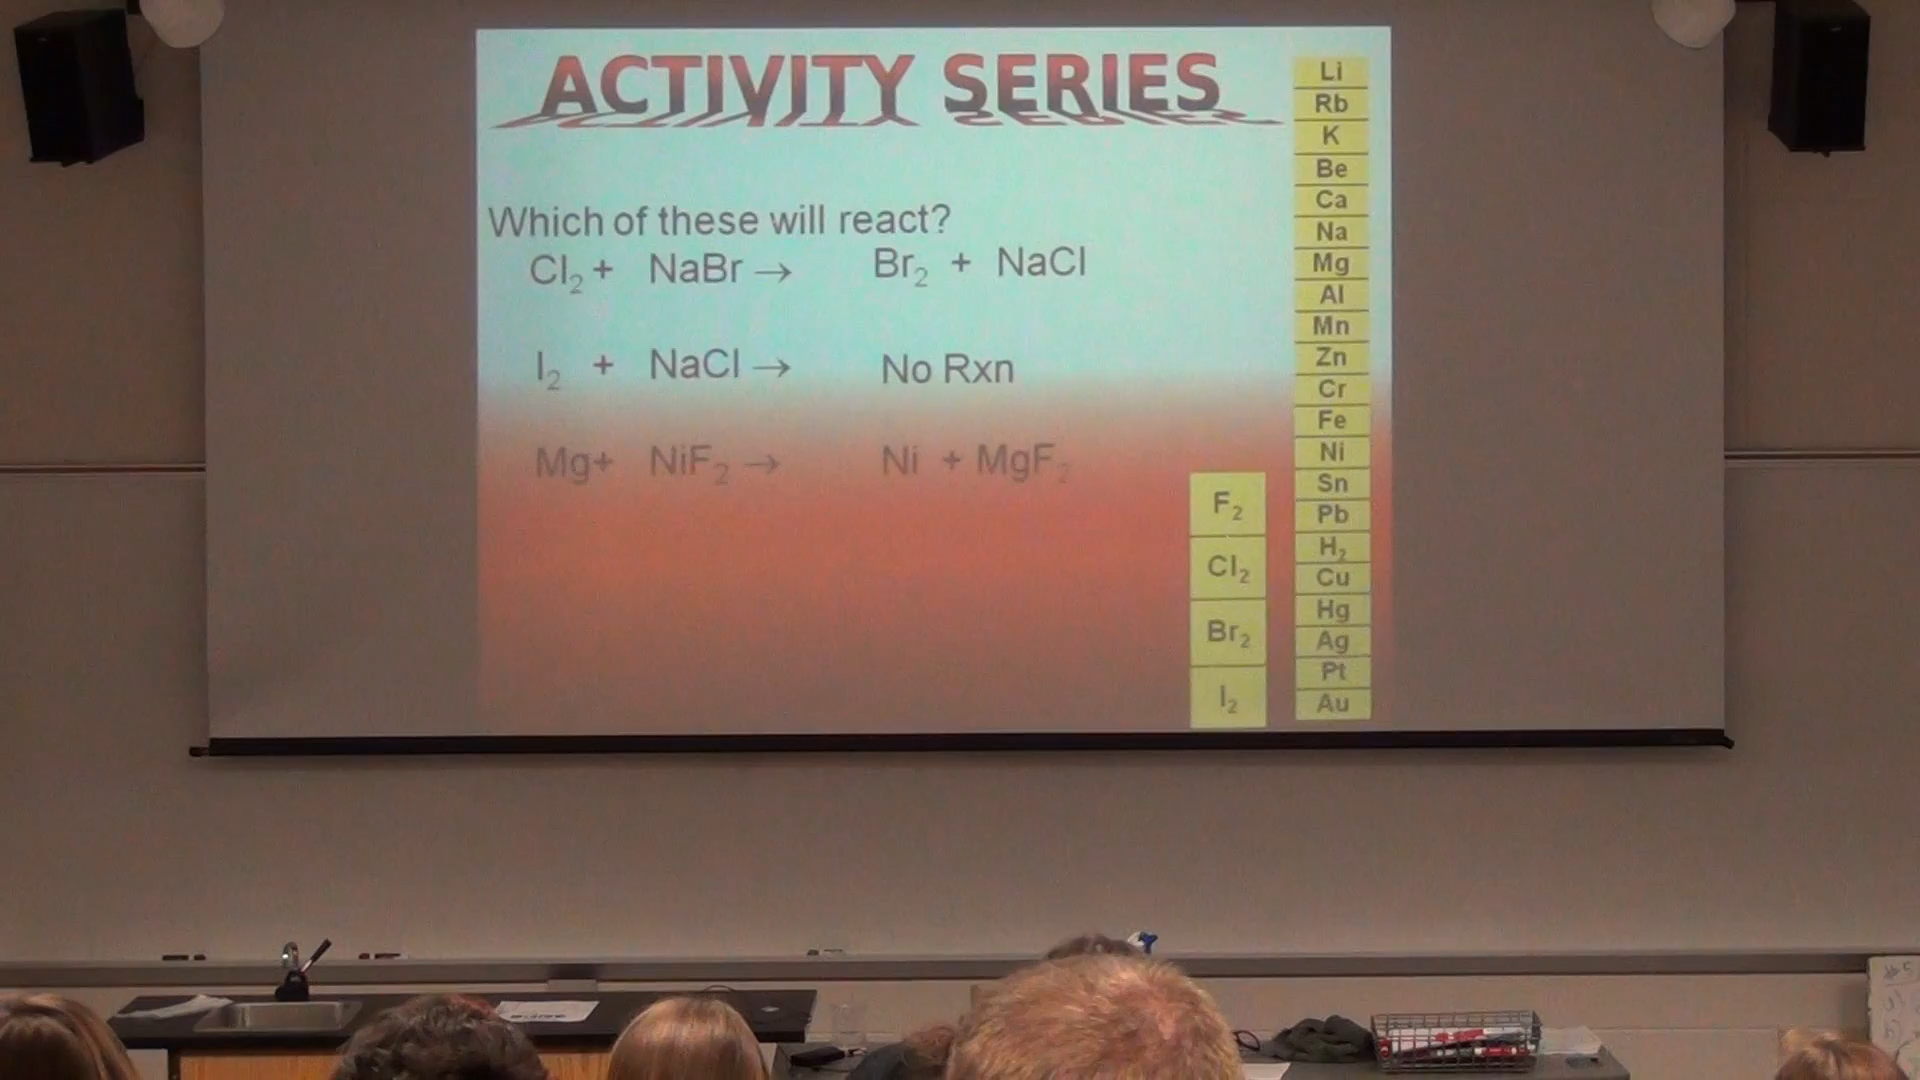 ACTIVITY SERIES
Which of these will react?
Cl₂ + NaBr → Br₂ + NaCl
I₂ + NaCl → No Rxn
Mg+ NiF₂ → Ni + MgF₂
F₂
Cl₂
Br₂
I₂
Li
Rb
K
Be
Ca
Na
Mg
Al
Mn
Zn
Cr
Fe
Ni
Sn
Pb
H₂
Cu
Hg
Ag
Pt
Au